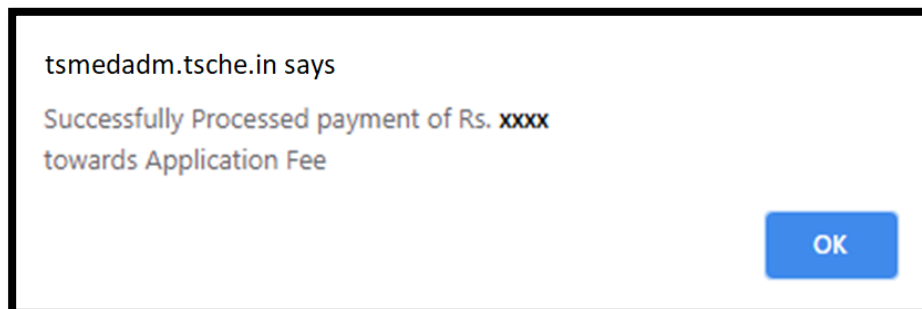 tsmedadm.tsche.in says
Successfully Processed payment of Rs. xxxx
towards Application Fee
OK